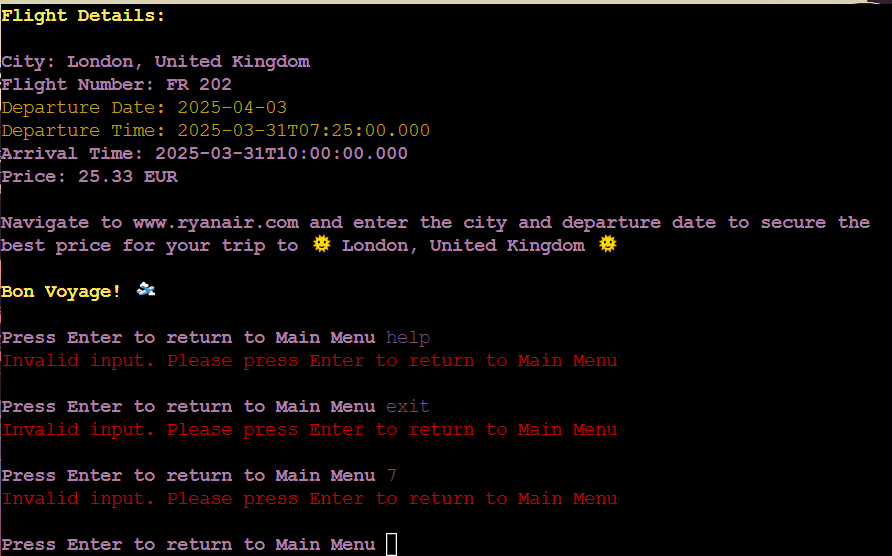 Flight Details:
City: London, United Kingdom
Flight Number: FR 202
Departure Date: 2025-04-03
Departure Time: 2025-03-31T07:25:00.000
Arrival Time: 2025-03-31T10:00:00.000
Price: 25.33 EUR
Navigate to www.ryanair.com and enter the city and departure date to secure the
best price for your trip to 🌞 London, United Kingdom 🌞
Bon Voyage! 🛫
Press Enter to return to Main Menu help
Invalid input. Please press Enter to return to Main Menu
Press Enter to return to Main Menu exit
Invalid input. Please press Enter to return to Main Menu
Press Enter to return to Main Menu 7
Invalid input. Please press Enter to return to Main Menu
Press Enter to return to Main Menu